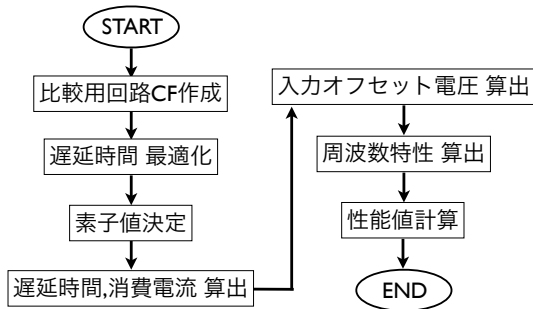 START
比較用回路CF作成
遅延時間 最適化
素子値決定
遅延時間,消費電流 算出
入力オフセット電圧 算出
周波数特性 算出
性能値計算
END